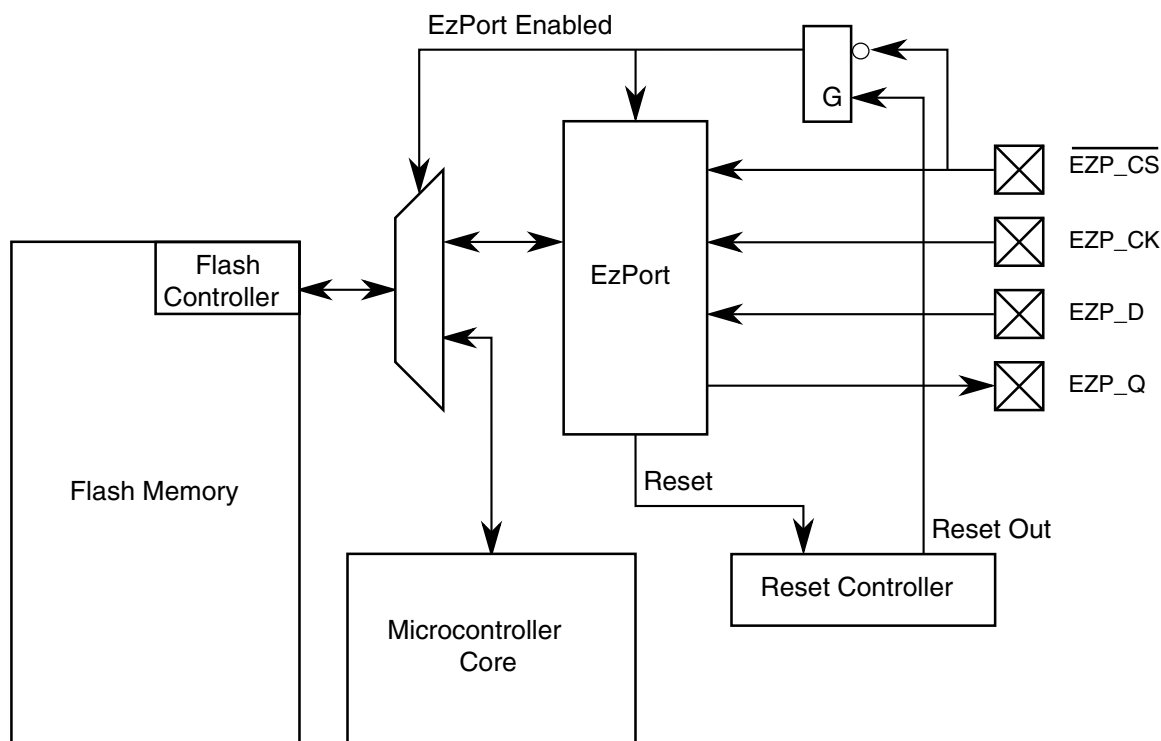 EzPort Enabled
G
EZP_CS
EZP_CK
Flash
Controller
EzPort
EZP_D
EZP_Q
Flash Memory
Reset
Reset Out
Reset Controller
Microcontroller
Core